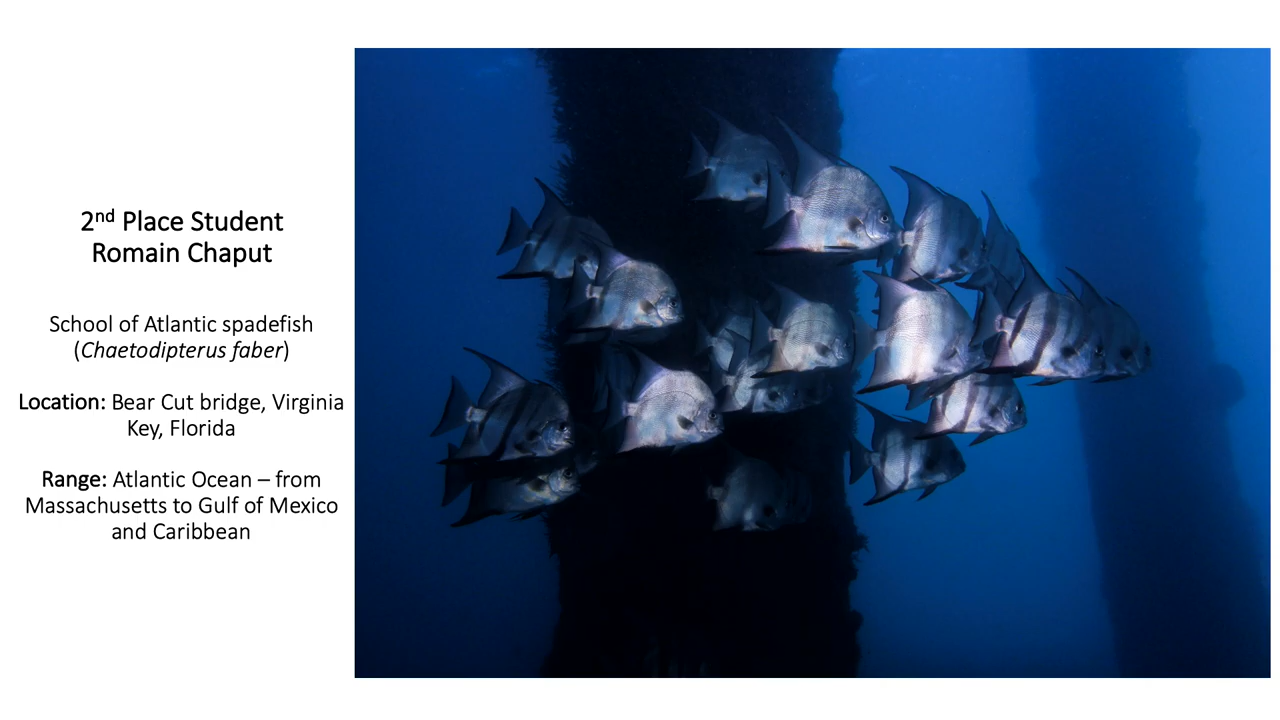 2nd Place Student
Romain Chaput
School of Atlantic spadefish
(Chaetodipterus faber)
Location: Bear Cut bridge, Virginia
Key, Florida
Range: Atlantic Ocean – from
Massachusetts to Gulf of Mexico
and Caribbean